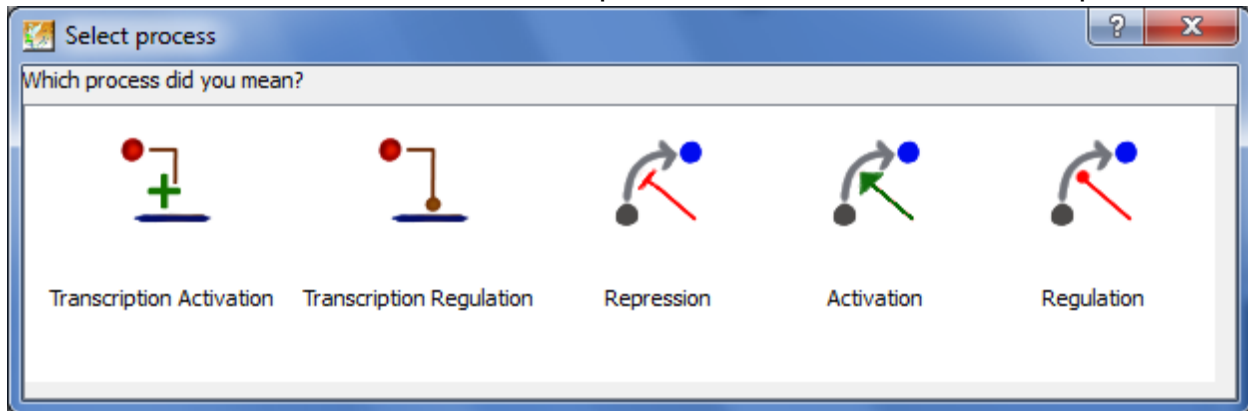 Select process
Which process did you mean?
Transcription Activation Transcription Regulation Repression Activation Regulation